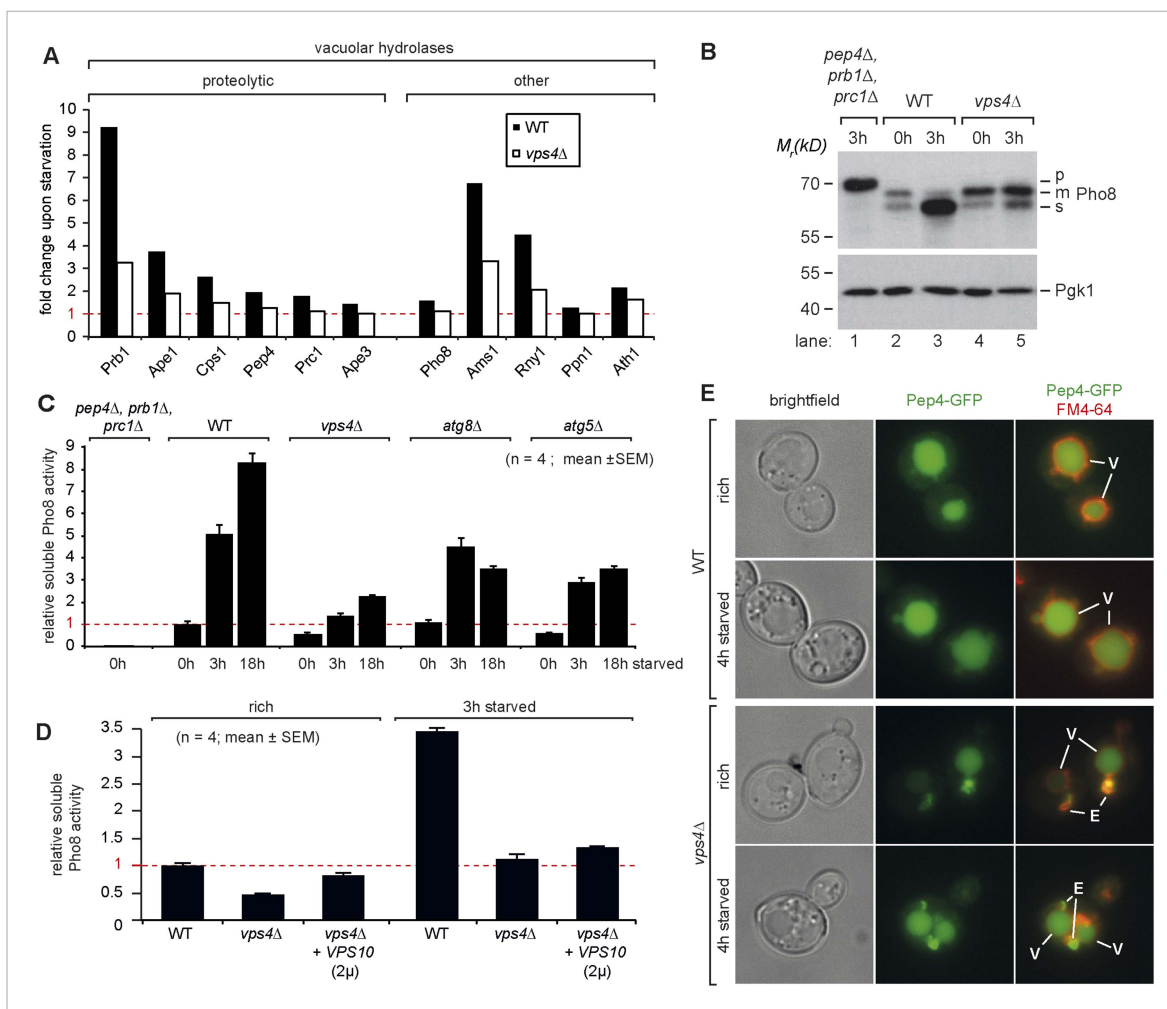 A
vacuolar hydrolases
proteolytic
other
fold change upon starvation
10
9
8
7
6
5
4
3
2
1
0
WT
vps4Δ
Prb1
Ape1
Cps1
Pep4
Prc1
Ape3
Pho8
Ams1
Rny1
Ppn1
Ath1
B
pep4Δ,
prb1Δ,
prc1Δ
WT
vps4Δ
Mr(kD)
3h
0h
3h
0h
3h
70
55
p
m
s
Pho8
55
40
Pgk1
lane: 1 2 3 4 5
C
pep4Δ, prb1Δ,
prc1Δ
WT
vps4Δ
atg8Δ
atg5Δ
(n = 4 ; mean ±SEM)
relative soluble Pho8 activity
9
8
7
6
5
4
3
2
1
0
0h
0h 3h 18h
0h 3h 18h
0h 3h 18h
0h 3h 18h starved
D
rich
3h starved
(n = 4; mean ± SEM)
relative soluble
Pho8 activity
3.5
3
2.5
2
1.5
1
0.5
0
WT
vps4Δ
vps4Δ
+ VPS10
(2µ)
WT
vps4Δ
vps4Δ
+ VPS10
(2µ)
E
brightfield
Pep4-GFP
Pep4-GFP
FM4-64
WT
rich
V
4h starved
V
vps4Δ
rich
V
E
4h starved
E
V
V